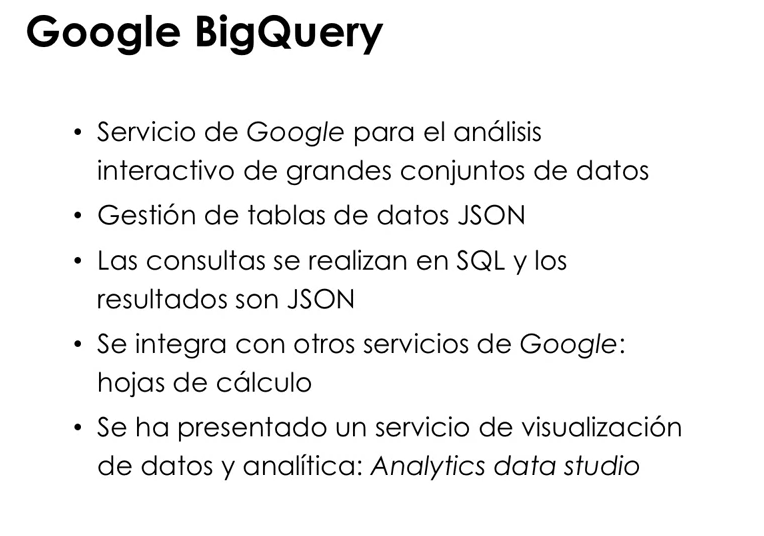 Google BigQuery
• Servicio de Google para el análisis
interactivo de grandes conjuntos de datos
• Gestión de tablas de datos JSON
• Las consultas se realizan en SQL y los
resultados son JSON
• Se integra con otros servicios de Google:
hojas de cálculo
• Se ha presentado un servicio de visualización
de datos y analítica: Analytics data studio